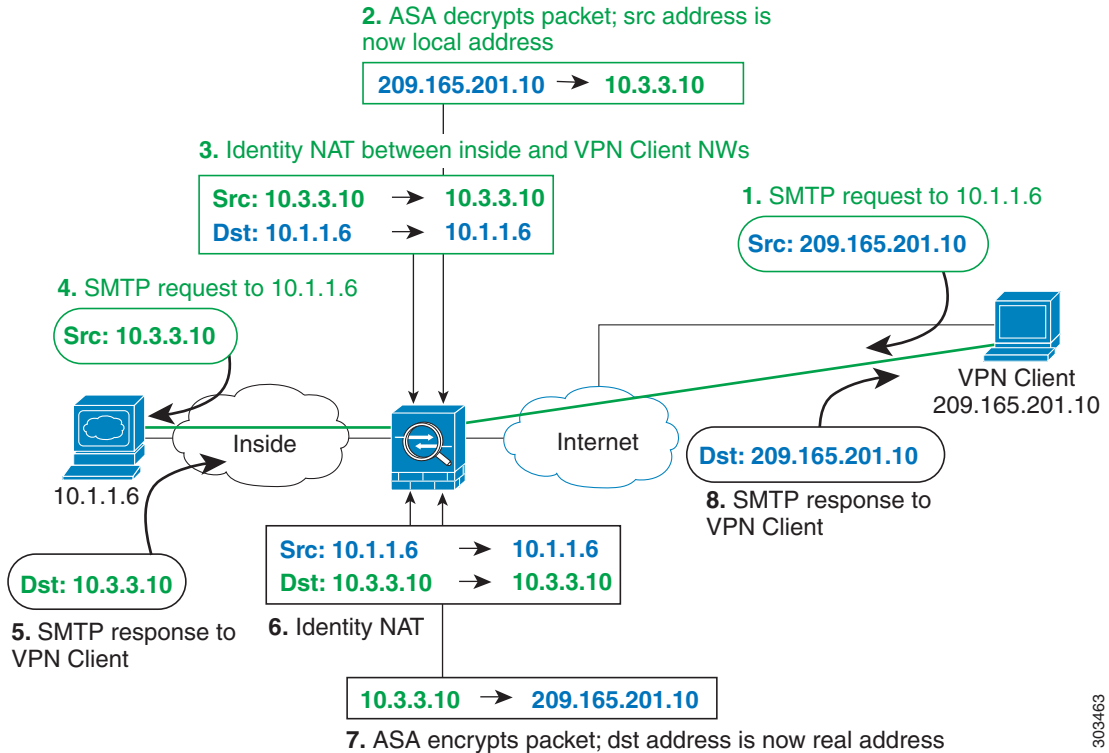 2. ASA decrypts packet; src address is
now local address
209.165.201.10 → 10.3.3.10
3. Identity NAT between inside and VPN Client NWs
Src: 10.3.3.10 → 10.3.3.10
Dst: 10.1.1.6 → 10.1.1.6
1. SMTP request to 10.1.1.6
Src: 209.165.201.10
4. SMTP request to 10.1.1.6
Src: 10.3.3.10
VPN Client
209.165.201.10
Inside
Internet
10.1.1.6
Dst: 209.165.201.10
8. SMTP response to
VPN Client
Src: 10.1.1.6 → 10.1.1.6
Dst: 10.3.3.10 → 10.3.3.10
6. Identity NAT
Dst: 10.3.3.10
5. SMTP response to
VPN Client
10.3.3.10 → 209.165.201.10
7. ASA encrypts packet; dst address is now real address
303463